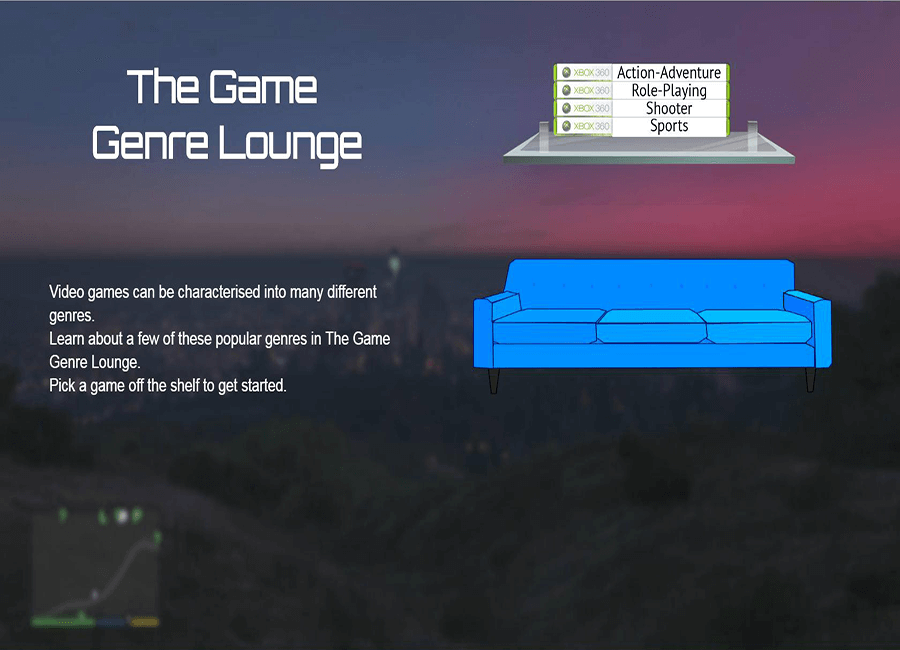 The Game
Genre Lounge
XBOX 360 Action-Adventure
XBOX 360 Role-Playing
XBOX 360 Shooter
XBOX 360 Sports
Video games can be characterised into many different
genres.
Learn about a few of these popular genres in The Game
Genre Lounge.
Pick a game off the shelf to get started.